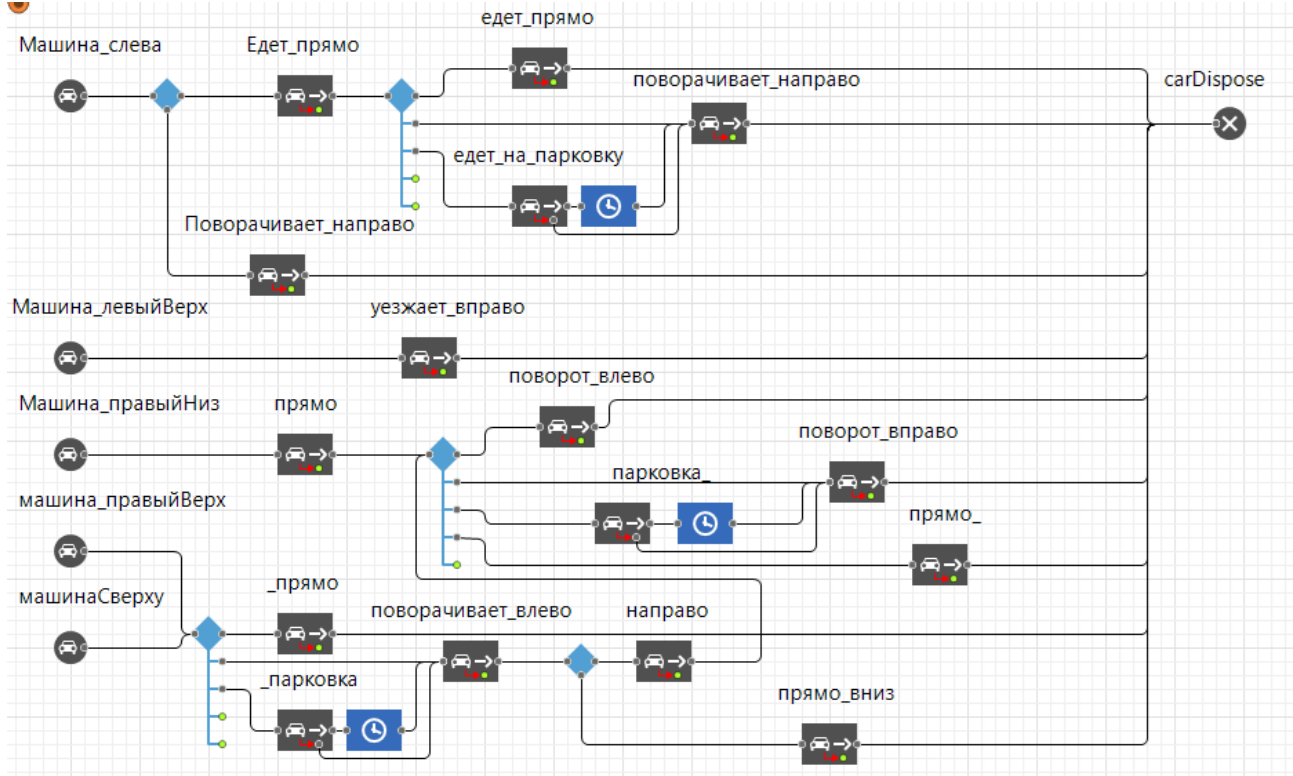 едет_прямо
Машина_слева
Едет_прямо
поворачивает_направо
carDispose
едет_на_парковку
Поворачивает_направо
Машина_левыйВерх
уезжает_вправо
поворот_влево
Машина_правыйНиз
прямо
поворот_вправо
парковка_
машина_правыйВерх
прямо_
_прямо
машинаСверху
поворачивает_влево
направо
_парковка
прямо_вниз